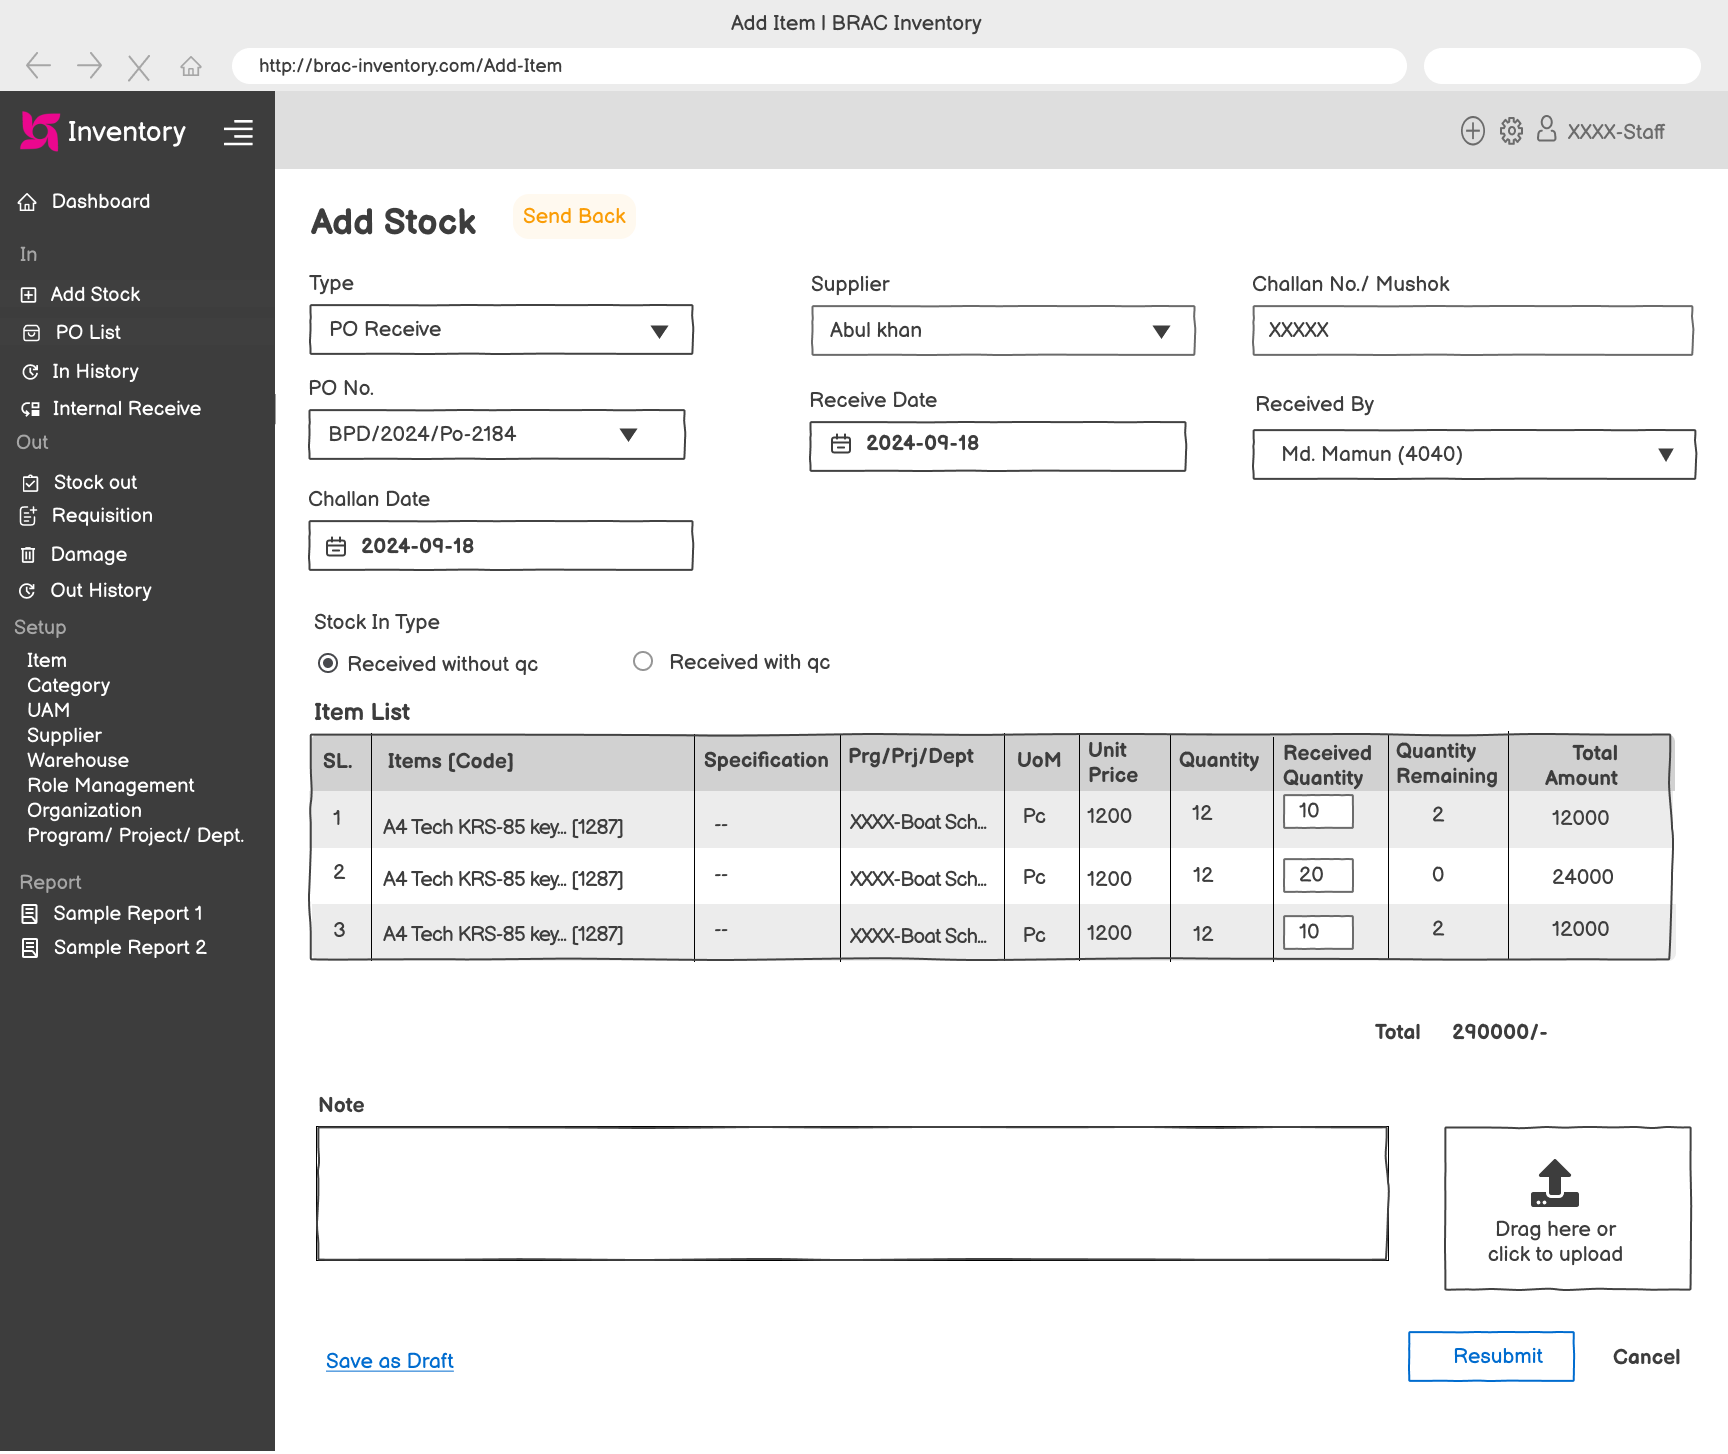 Add Item | BRAC Inventory
http://brac-inventory.com/Add-Item
Inventory
XXXX-Staff
Dashboard
In
Add Stock
PO List
In History
Internal Receive
Out
Stock out
Requisition
Damage
Out History
Setup
Item
Category
UAM
Supplier
Warehouse
Role Management
Organization
Program/ Project/ Dept.
Report
Sample Report 1
Sample Report 2
Add Stock Send Back
Type
PO Receive
Supplier
Abul khan
Challan No./ Mushok
XXXXX
PO No.
BPD/2024/Po-2184
Receive Date
2024-09-18
Received By
Md. Mamun (4040)
Challan Date
2024-09-18
Stock In Type
Received without qc
Received with qc
Item List
SL. Items [Code] Specification Prg/Prj/Dept UoM Unit Price Quantity Received Quantity Quantity Remaining Total Amount
1 A4 Tech KRS-85 key... [1287] -- XXXX-Boat Sch... Pc 1200 12 10 2 12000
2 A4 Tech KRS-85 key... [1287] -- XXXX-Boat Sch... Pc 1200 12 20 0 24000
3 A4 Tech KRS-85 key... [1287] -- XXXX-Boat Sch... Pc 1200 12 10 2 12000
Total 290000/-
Note
Drag here or
click to upload
Save as Draft
Resubmit
Cancel